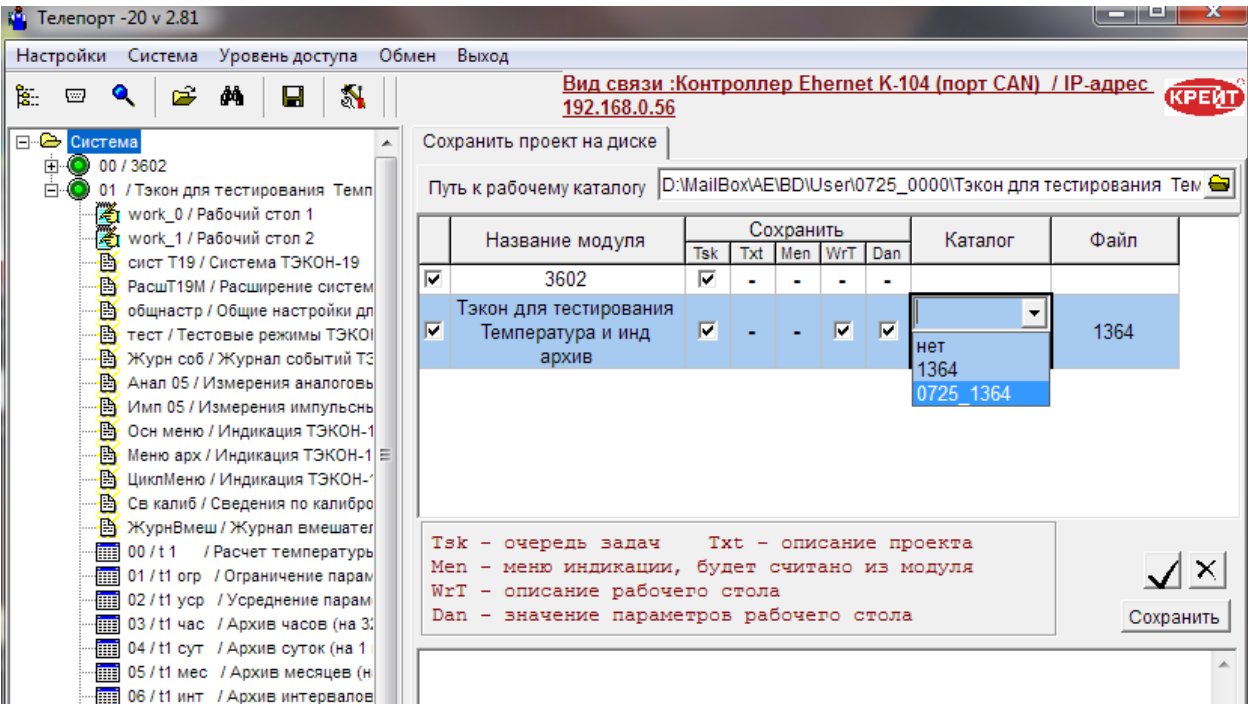 Телепорт -20 v 2.81
Настройки Система Уровень доступа Обмен Выход
Вид связи :Контроллер Ehernet K-104 (порт CAN) / IP-адрес
192.168.0.56
КРЕЙТ
Система
00 / 3602
01 / Тэкон для тестирования Темп
work_0 / Рабочий стол 1
work_1 / Рабочий стол 2
сист Т19 / Система ТЭКОН-19
РасшТ19М / Расширение систем
общнастр / Общие настройки дл
тест / Тестовые режимы ТЭКОН
Журн соб / Журнал событий ТЭ
Анал 05 / Измерения аналоговы
Имп 05 / Измерения импульсны
Осн меню / Индикация ТЭКОН-1
Меню арх / Индикация ТЭКОН-1
ЦиклМеню / Индикация ТЭКОН-1
Св калиб / Сведения по калибро
ЖурнВмеш / Журнал вмешател
00 / t 1 / Расчет температуры
01 / t1 огр / Ограничение парам
02 / t1 уср / Усреднение парам
03 / t1 час / Архив часов (на 32
04 / t1 сут / Архив суток (на 1
05 / t1 мес / Архив месяцев (н
06 / t1 инт / Архив интервалов
Сохранить проект на диске
Путь к рабочему каталогу D:\MailBox\AE\BD\User\0725_0000\Тэкон для тестирования Тем
Название модуля Сохранить Каталог Файл
Tsk Txt Men WrT Dan
3602 - - - -
Тэкон для тестирования
Температура и инд
архив
- - 1364
нет
1364
0725_1364
Tsk - очередь задач Txt - описание проекта
Men - меню индикации, будет считано из модуля
WrT - описание рабочего стола
Dan - значение параметров рабочего стола
Сохранить